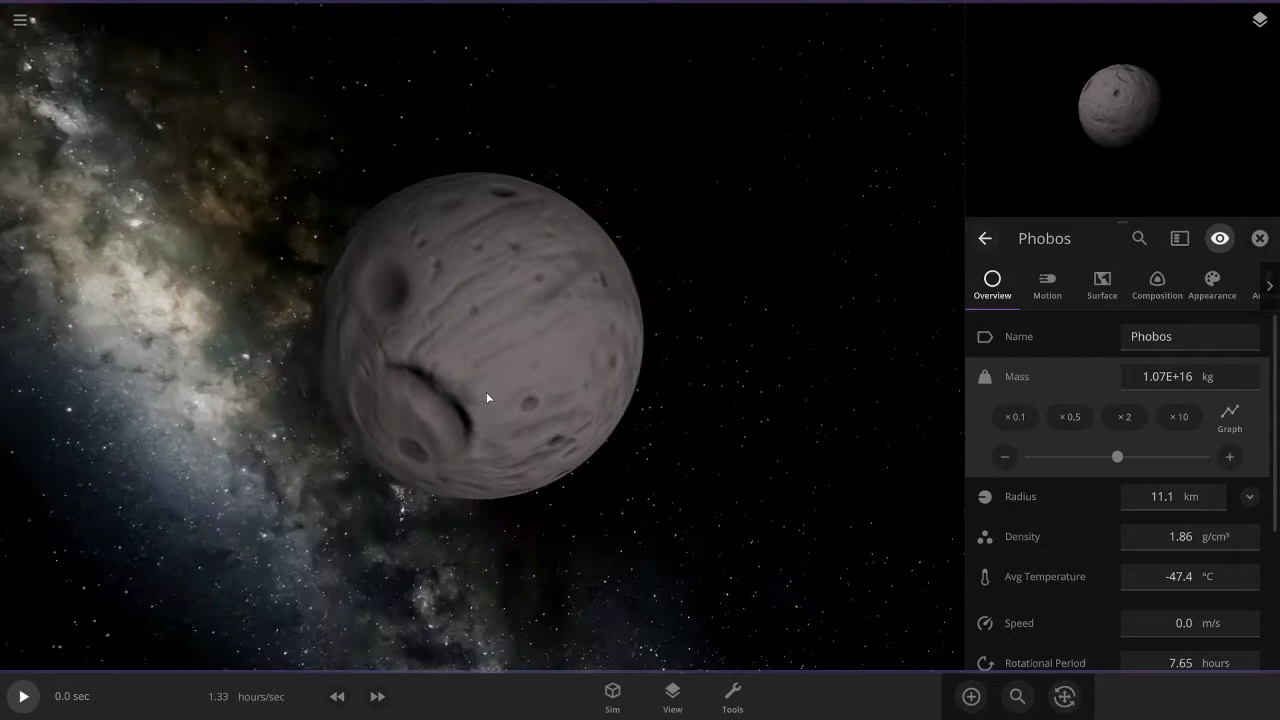 Phobos
Overview
Motion
Surface
Composition
Appearance
Name
Phobos
Mass
1.07E+16 kg
× 0.1
× 0.5
× 2
× 10
Graph
Radius
11.1 km
Density
1.86 g/cm³
Avg Temperature
-47.4 °C
Speed
0.0 m/s
Rotational Period
7.65 hours
0.0 sec
1.33 hours/sec
Sim
View
Tools